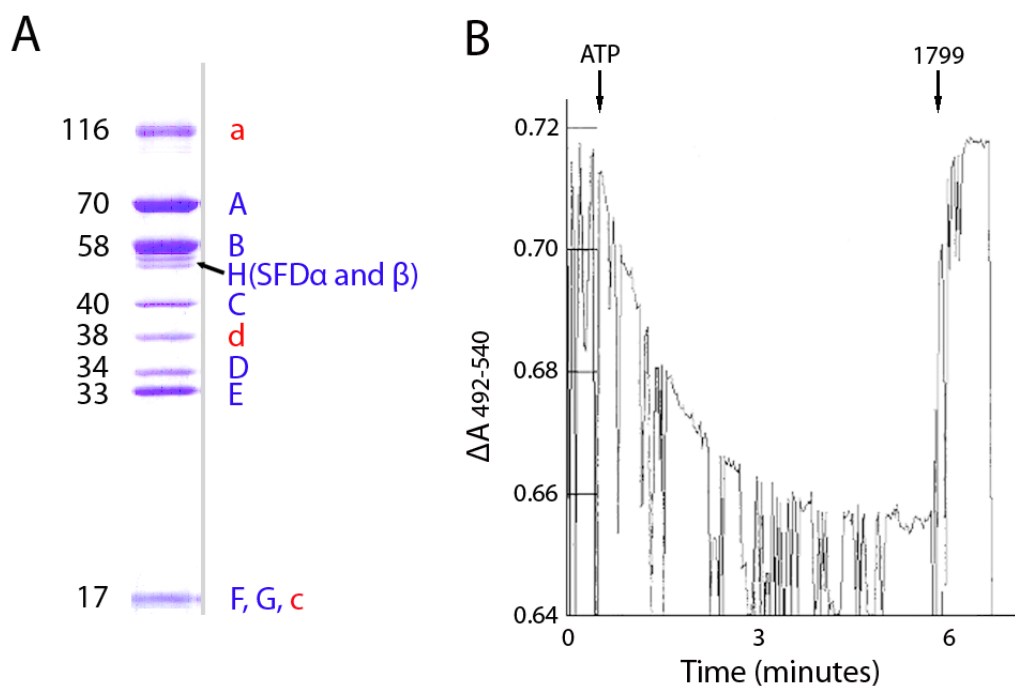 A
116 a
70 A
58 B
H(SFDα and β)
40 C
38 d
34 D
33 E
17 F, G, c
B
ATP 1799
0.72
0.70
0.68
0.66
0.64
ΔA 492-540
0 3 6
Time (minutes)